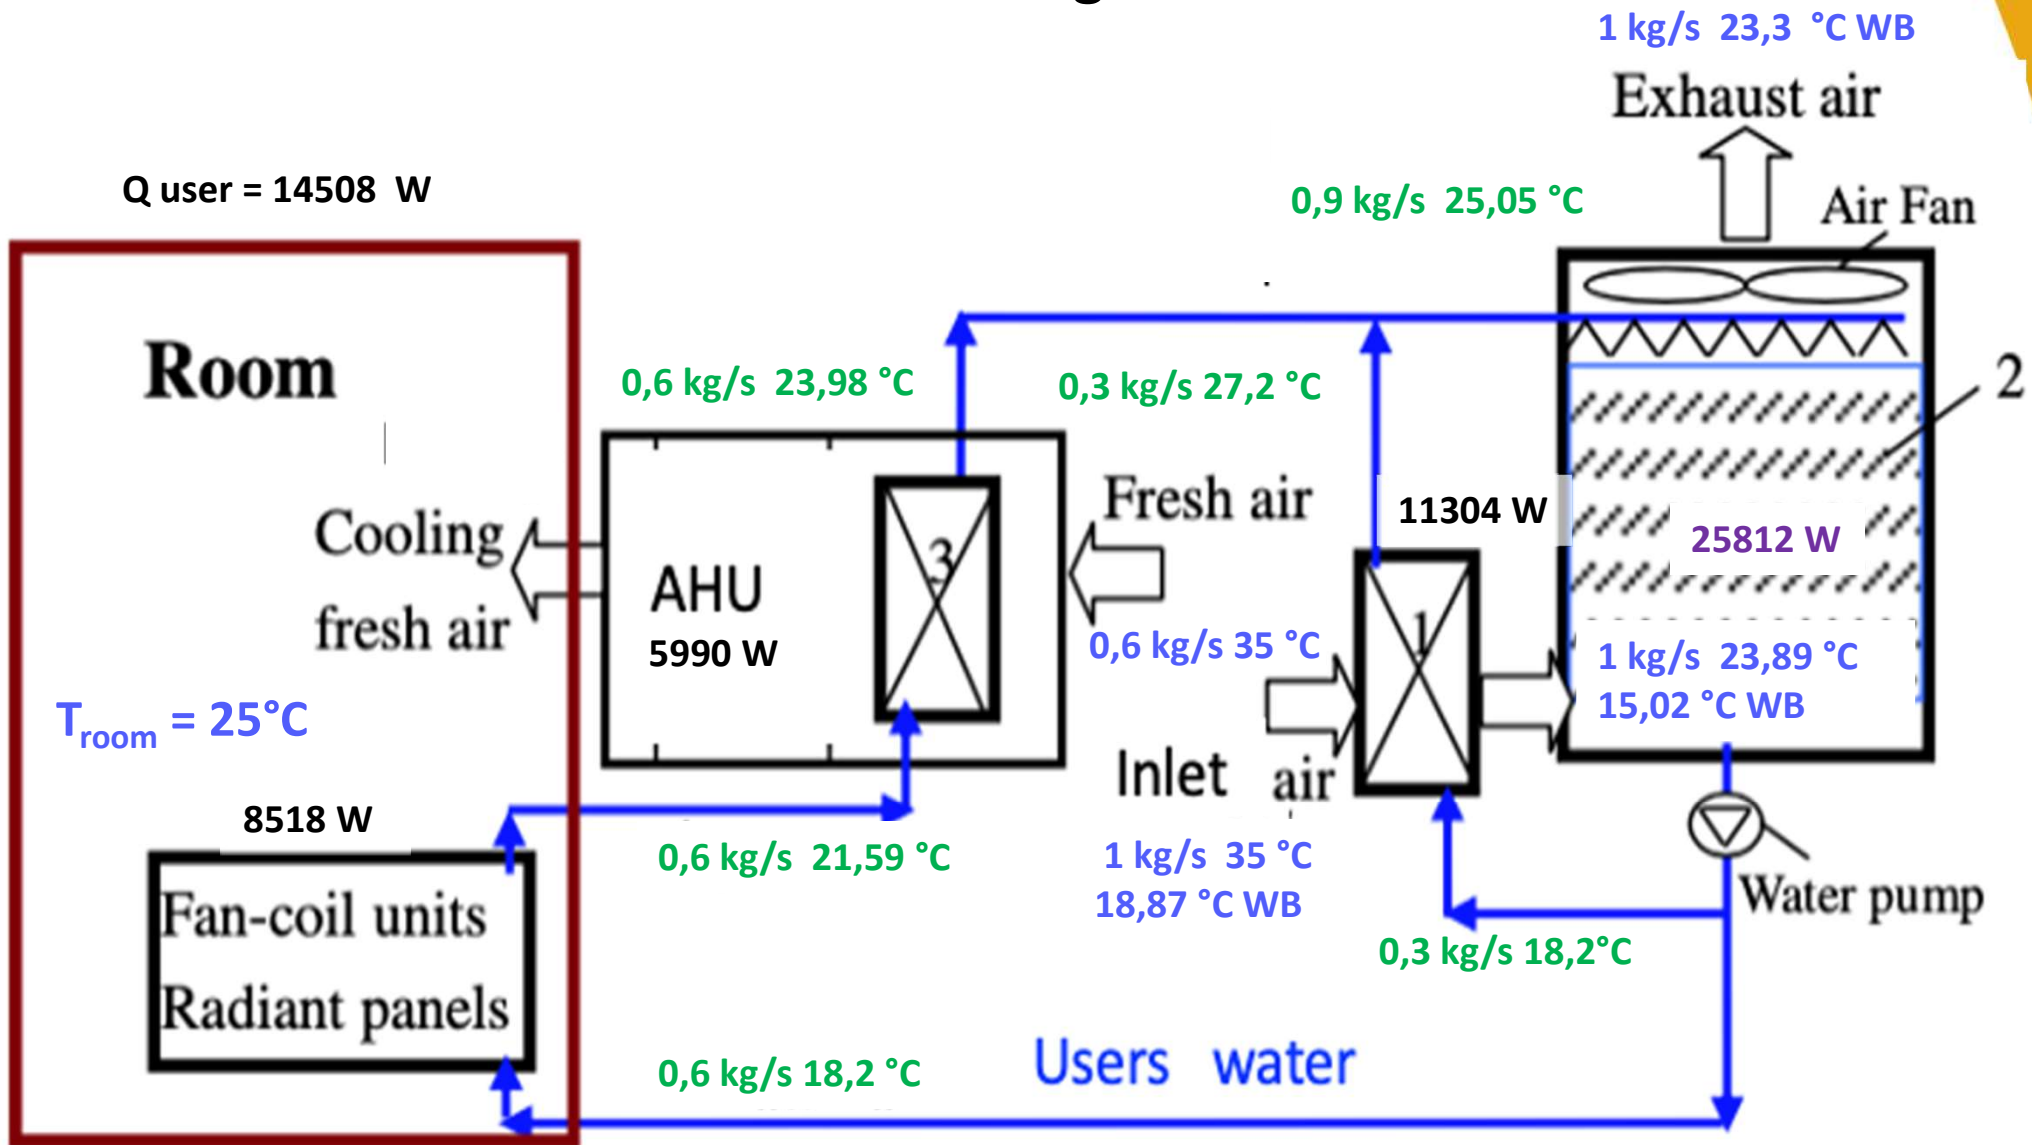 g
1 kg/s 23,3 °C WB
Exhaust air
Q user = 14508 W
0,9 kg/s 25,05 °C
Air Fan
Room
0,6 kg/s 23,98 °C
0,3 kg/s 27,2 °C
2
Fresh air
11304 W
Cooling
fresh air
3
25812 W
AHU
5990 W
0,6 kg/s 35 °C
1
1 kg/s 23,89 °C
15,02 °C WB
Troom = 25°C
Inlet air
8518 W
0,6 kg/s 21,59 °C
1 kg/s 35 °C
18,87 °C WB
Water pump
Fan-coil units
Radiant panels
0,3 kg/s 18,2°C
0,6 kg/s 18,2 °C
Users water